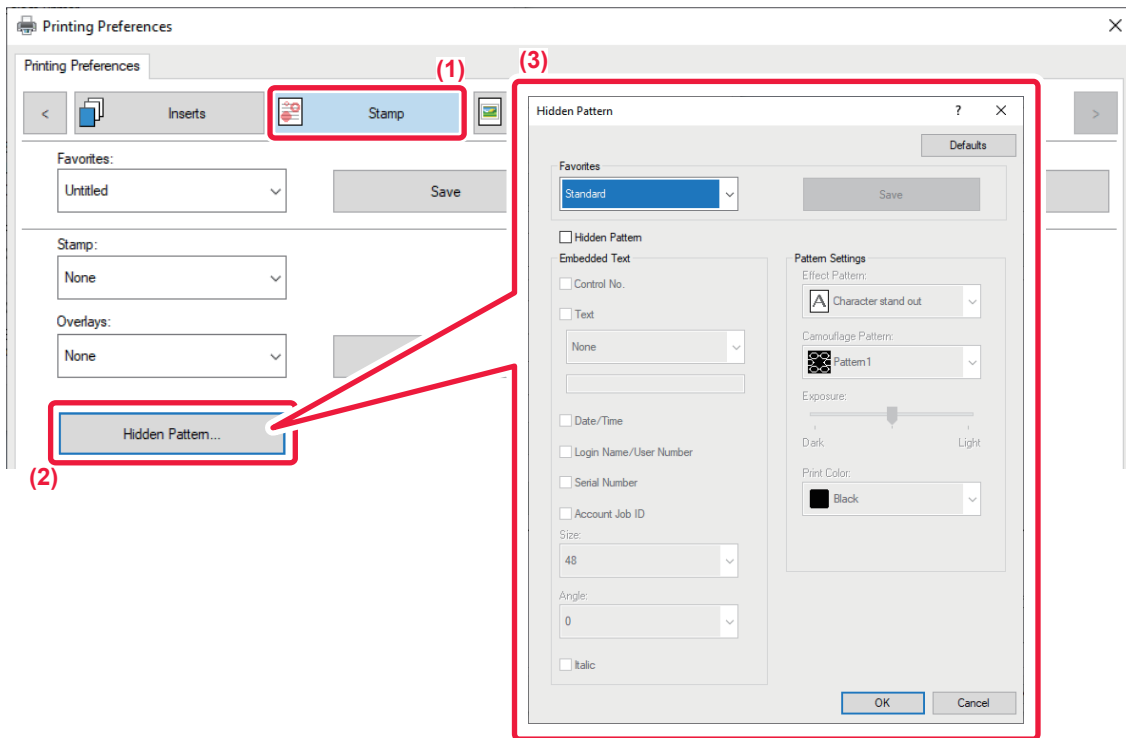 Printing Preferences
Printing Preferences
(1)
(3)
<
Inserts
Stamp
>
Favorites:
Untitled
Save
Stamp:
None
Overlays:
None
Hidden Pattern...
(2)
Hidden Pattern
?
Defaults
Favorites
Standard
Save
Hidden Pattern
Embedded Text
Control No.
Text
None
Date/Time
Login Name/User Number
Serial Number
Account Job ID
Size:
48
Angle:
0
Italic
Pattern Settings
Effect Pattern:
A Character stand out
Camouflage Pattern:
Pattern1
Exposure:
Dark Light
Print Color:
Black
OK Cancel